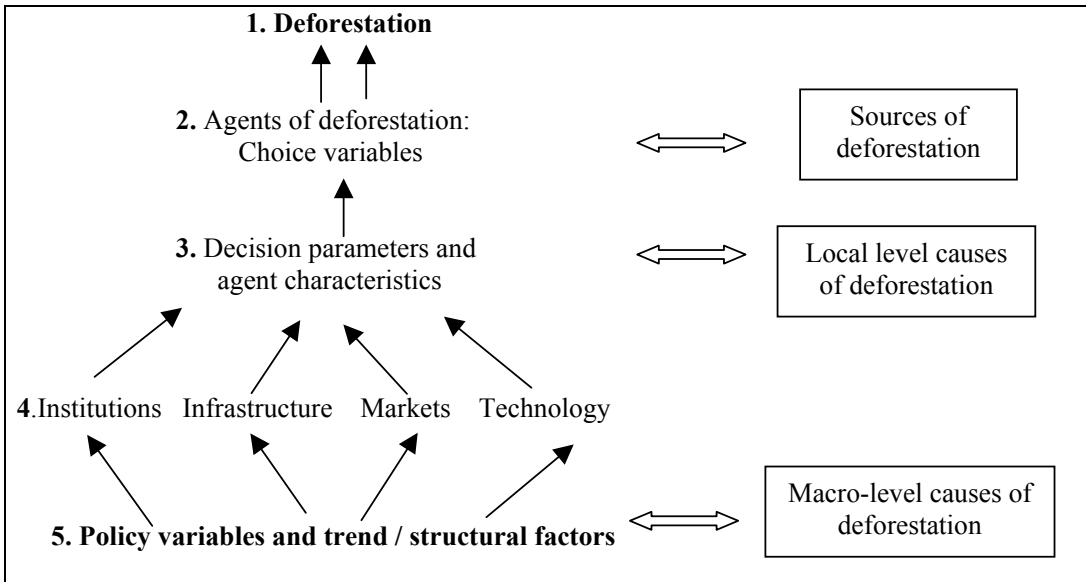 1. Deforestation
2. Agents of deforestation:
Choice variables
Sources of
deforestation
3. Decision parameters and
agent characteristics
Local level causes
of deforestation
4.Institutions Infrastructure Markets Technology
5. Policy variables and trend / structural factors
Macro-level causes of
deforestation